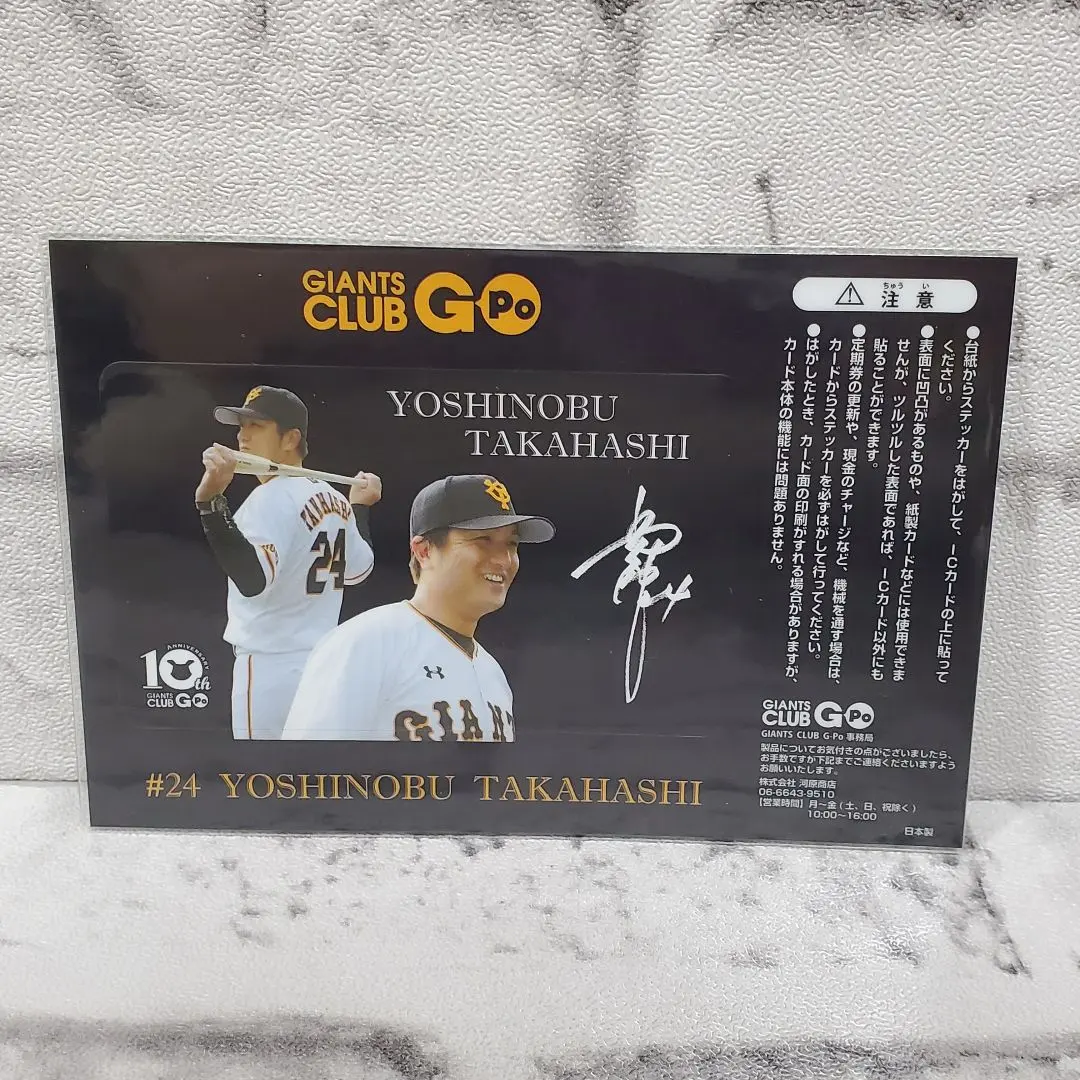 GIANTS
CLUB G-Po
YOSHINOBU
TAKAHASHI
TAKAHASHI
24
GIANT
ANNIVERSARY
10th
GIANTS
CLUB G-Po
#24 YOSHINOBU TAKAHASHI
ちゅう い
注 意
●台紙からステッカーをはがして、ICカードの上に貼って
ください。
●表面に凹凸があるものや、紙製カードなどには使用できま
せんが、ツルツルした表面であれば、ICカード以外にも
貼ることができます。
●定期券の更新や、現金のチャージなど、機械を通す場合は、
カードからステッカーを必ずはがして行ってください。
●はがしたとき、カード面の印刷がすれる場合がありますが、
カード本体の機能には問題ありません。
GIANTS
CLUB G-Po
GIANTS CLUB G-Po 事務局
製品についてお気付きの点がございましたら、
お手数ですが下記までご連絡くださいますよう
お願いいたします。
株式会社 河原商店
06-6643-9510
【営業時間】月〜金(土、日、祝除く)
10:00〜16:00
日本製